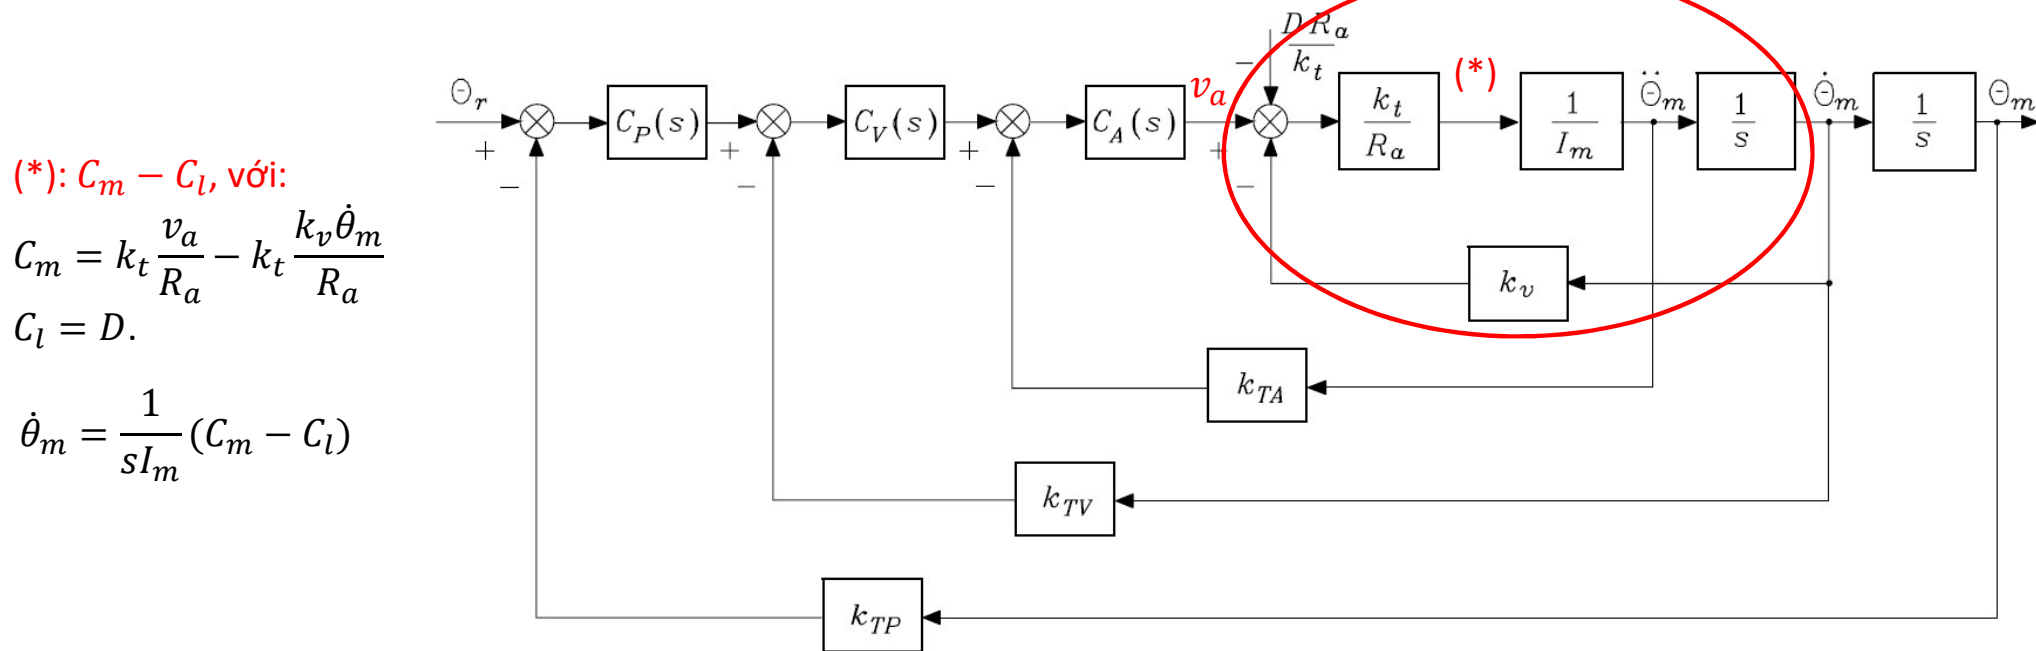 (*): C_m − C_l, với:
C_m = k_t v_a/R_a − k_t k_v θ̇_m/R_a
C_l = D.
θ̇_m = 1/(sI_m) (C_m − C_l)
Θ_r
+
−
C_P(s)
+
−
C_V(s)
+
−
C_A(s)
v_a
+
−
−
D R_a/k_t
k_t/R_a
(*)
1/I_m
Θ̈_m
1/s
Θ̇_m
1/s
Θ_m
k_v
k_TA
k_TV
k_TP